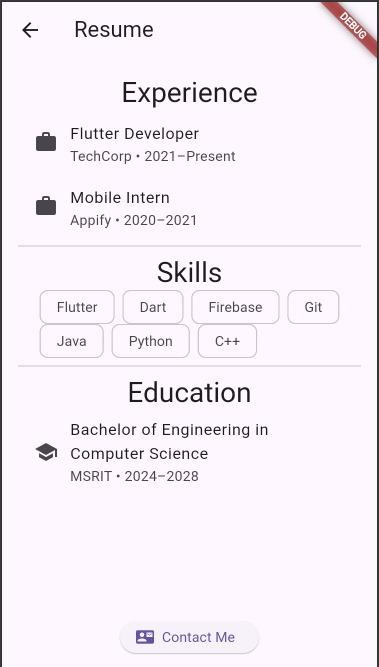 Resume
DEBUG
Experience
Flutter Developer
TechCorp • 2021–Present
Mobile Intern
Appify • 2020–2021
Skills
Flutter Dart Firebase Git
Java Python C++
Education
Bachelor of Engineering in
Computer Science
MSRIT • 2024–2028
Contact Me